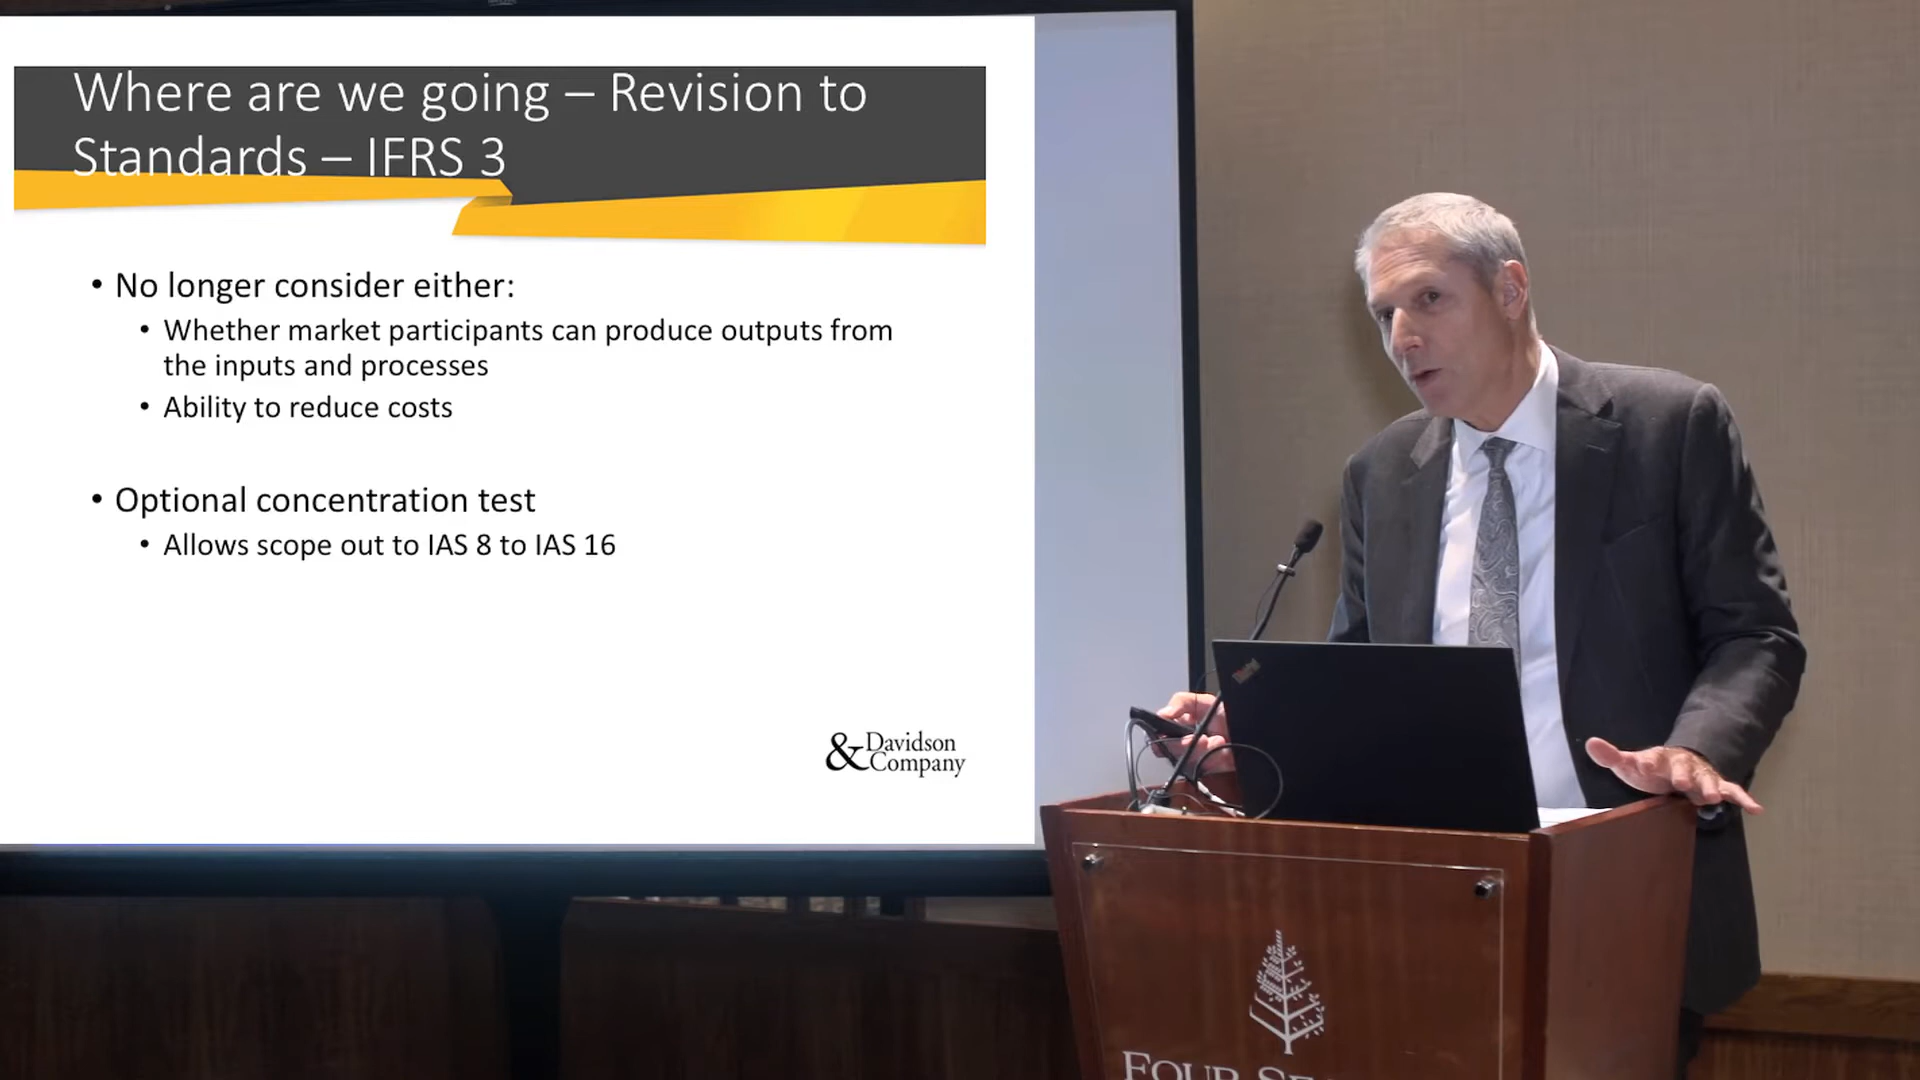 Where are we going – Revision to
Standards – IFRS 3
• No longer consider either:
• Whether market participants can produce outputs from
the inputs and processes
• Ability to reduce costs
• Optional concentration test
• Allows scope out to IAS 8 to IAS 16
& Davidson
Company
ThinkPad
FOUR